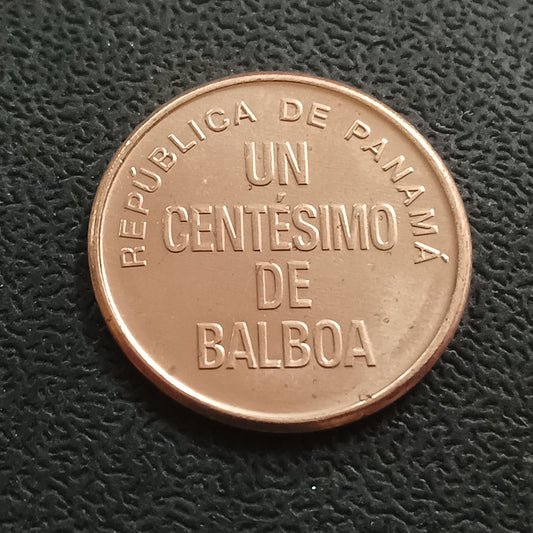 REPÚBLICA DE PANAMÁ
UN
CENTÉSIMO
DE
BALBOA